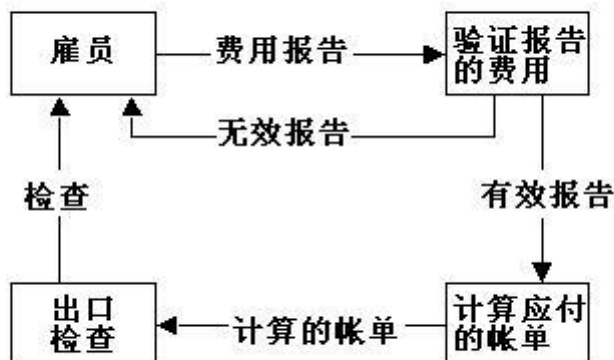 雇员
费用报告
验证报告
的费用
无效报告
检查
有效报告
出口
检查
计算的帐单
计算应付
的帐单